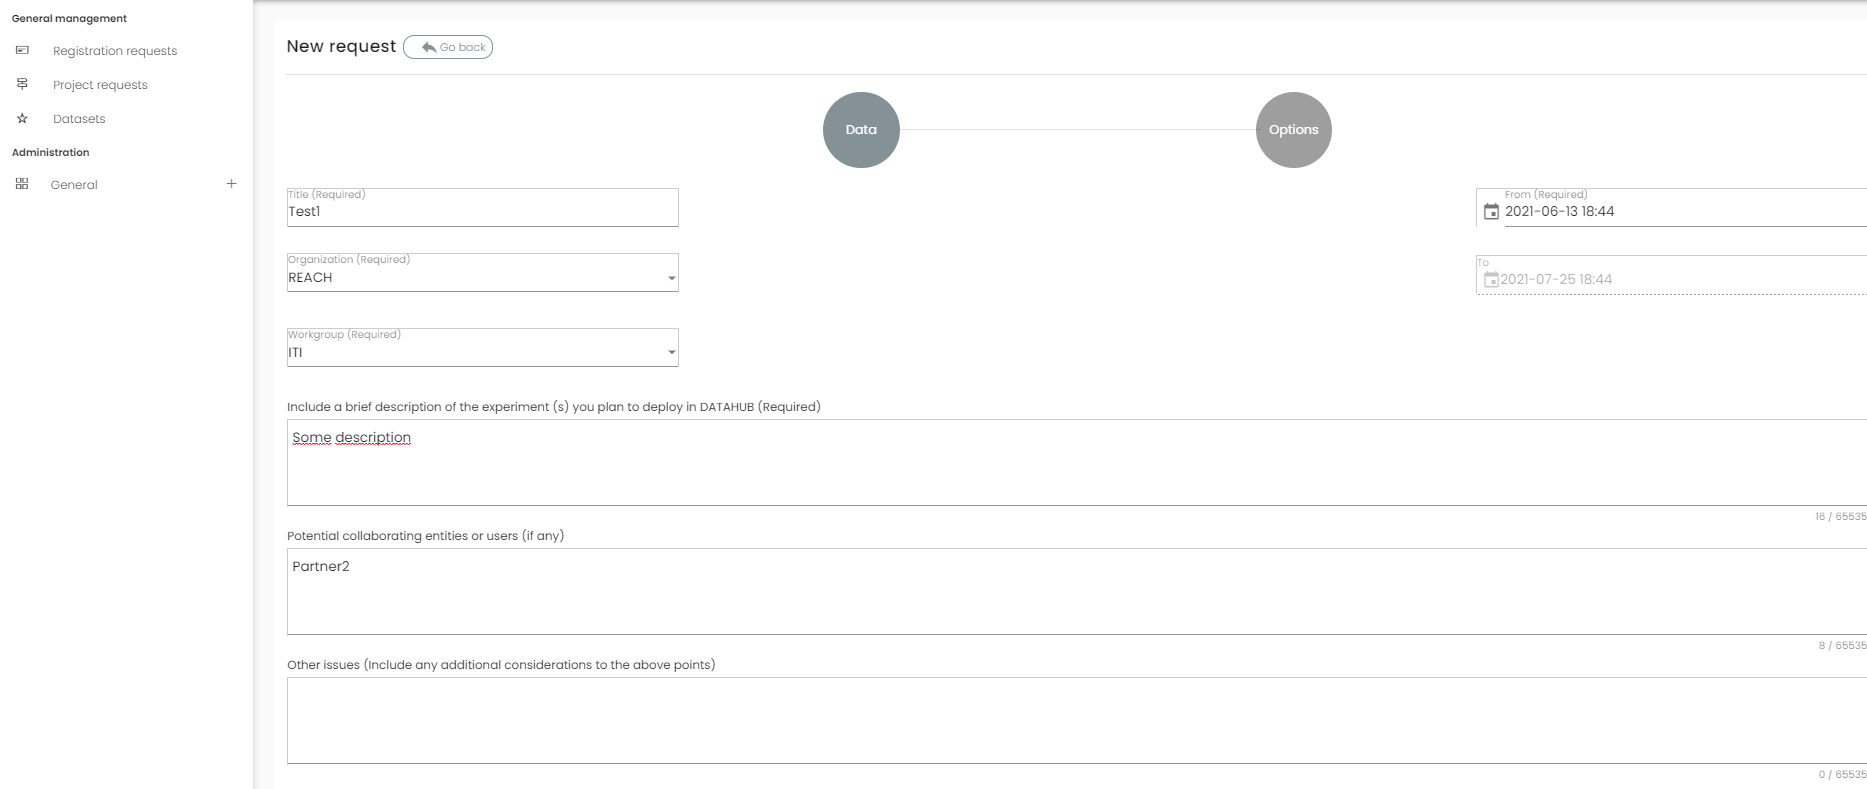 General management
Registration requests
Project requests
Datasets
Administration
General
New request
Go back
Data
Options
Title (Required)
Test1
From (Required)
2021-06-13 18:44
Organization (Required)
REACH
To
2021-07-25 18:44
Workgroup (Required)
ITI
Include a brief description of the experiment (s) you plan to deploy in DATAHUB (Required)
Some description
16 / 65535
Potential collaborating entities or users (if any)
Partner2
8 / 65535
Other issues (Include any additional considerations to the above points)
0 / 65535